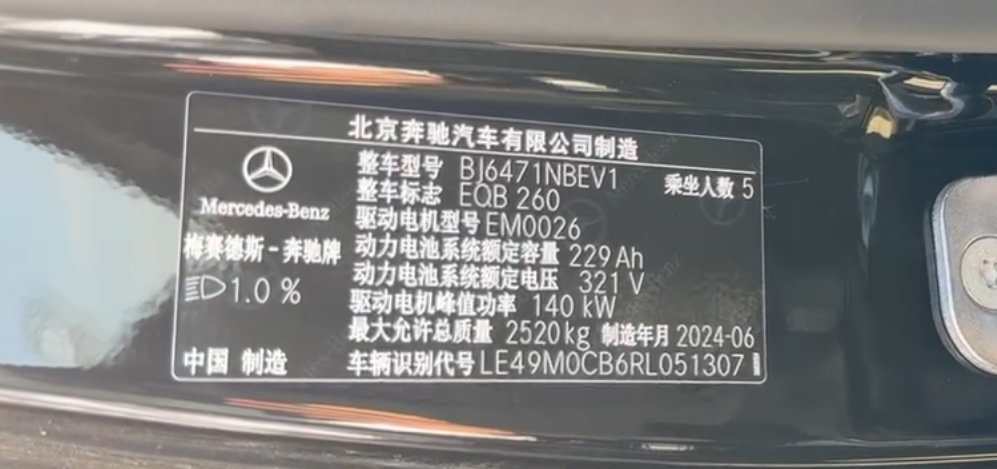 北京奔驰汽车有限公司制造
整车型号 BJ6471NBEV1 乘坐人数 5
整车标志 EQB 260
Mercedes-Benz
驱动电机型号 EM0026
梅赛德斯-奔驰牌
动力电池系统额定容量 229 Ah
动力电池系统额定电压 321 V
1.0 %
驱动电机峰值功率 140 kW
最大允许总质量 2520kg 制造年月 2024-06
中国 制造
车辆识别代号 LE49M0CB6RL051307